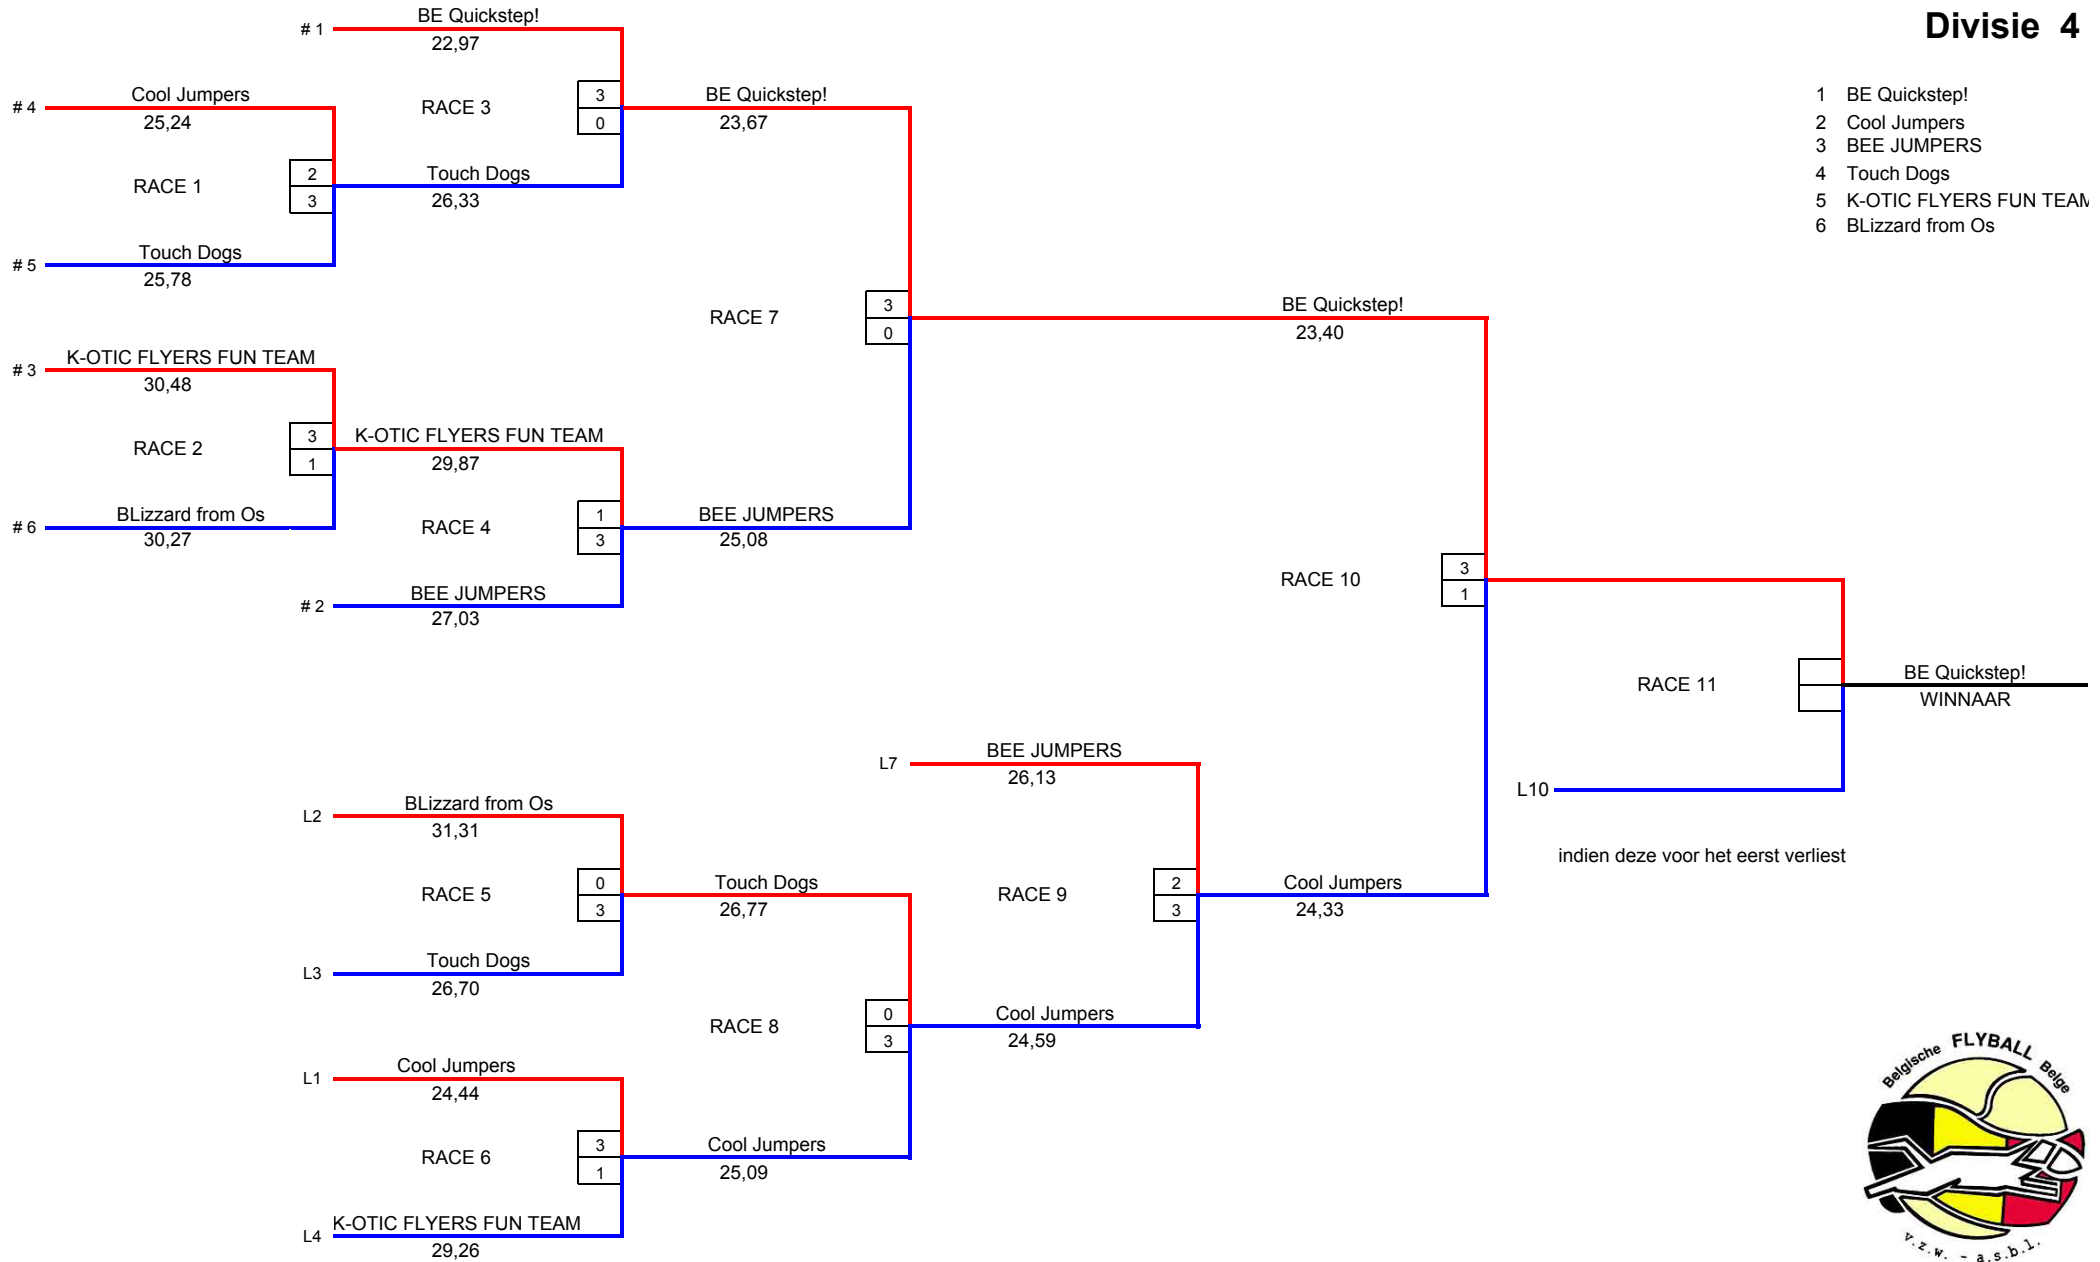 Divisie 4
1 BE Quickstep!
2 Cool Jumpers
3 BEE JUMPERS
4 Touch Dogs
5 K-OTIC FLYERS FUN TEAM
6 BLizzard from Os
# 1
BE Quickstep!
22,97
# 4
Cool Jumpers
25,24
RACE 1
2
3
# 5
Touch Dogs
25,78
RACE 3
3
0
Touch Dogs
26,33
BE Quickstep!
23,67
# 3
K-OTIC FLYERS FUN TEAM
30,48
RACE 2
3
1
# 6
BLizzard from Os
30,27
K-OTIC FLYERS FUN TEAM
29,87
RACE 4
1
3
# 2
BEE JUMPERS
27,03
BEE JUMPERS
25,08
RACE 7
3
0
BE Quickstep!
23,40
RACE 10
3
1
RACE 11
BE Quickstep!
WINNAAR
L10
indien deze voor het eerst verliest
L7
BEE JUMPERS
26,13
RACE 9
2
3
Cool Jumpers
24,33
L2
BLizzard from Os
31,31
RACE 5
0
3
L3
Touch Dogs
26,70
Touch Dogs
26,77
RACE 8
0
3
Cool Jumpers
24,59
L1
Cool Jumpers
24,44
RACE 6
3
1
L4
K-OTIC FLYERS FUN TEAM
29,26
Cool Jumpers
25,09
Belgische FLYBALL Belge
v.z.w. - a.s.b.l.